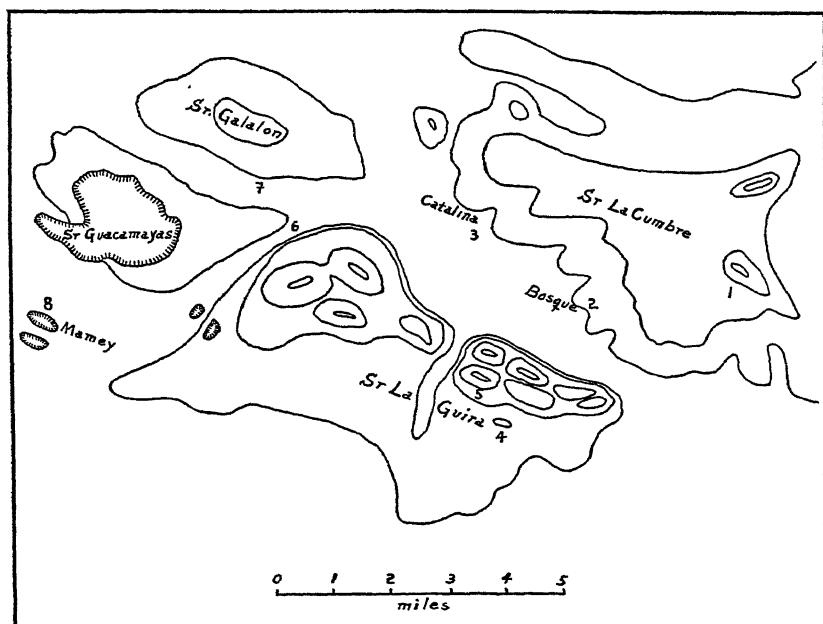 Sr. Galalon
7
Sr Guacamayas
6
Catalina
3
Sr La Cumbre
Bosque 2
1
8
Mamey
Sr La
Guira
5
4
0 1 2 3 4 5
miles